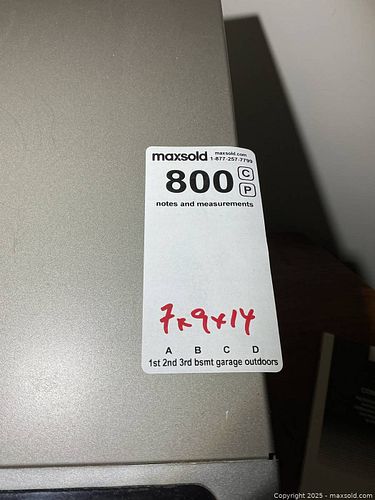 maxsold maxsold.com
1-877-257-7799
800 C
P
notes and measurements
7x9x14
A B C D
1st 2nd 3rd bsmt garage outdoors
Copyright 2025 - maxsold.com